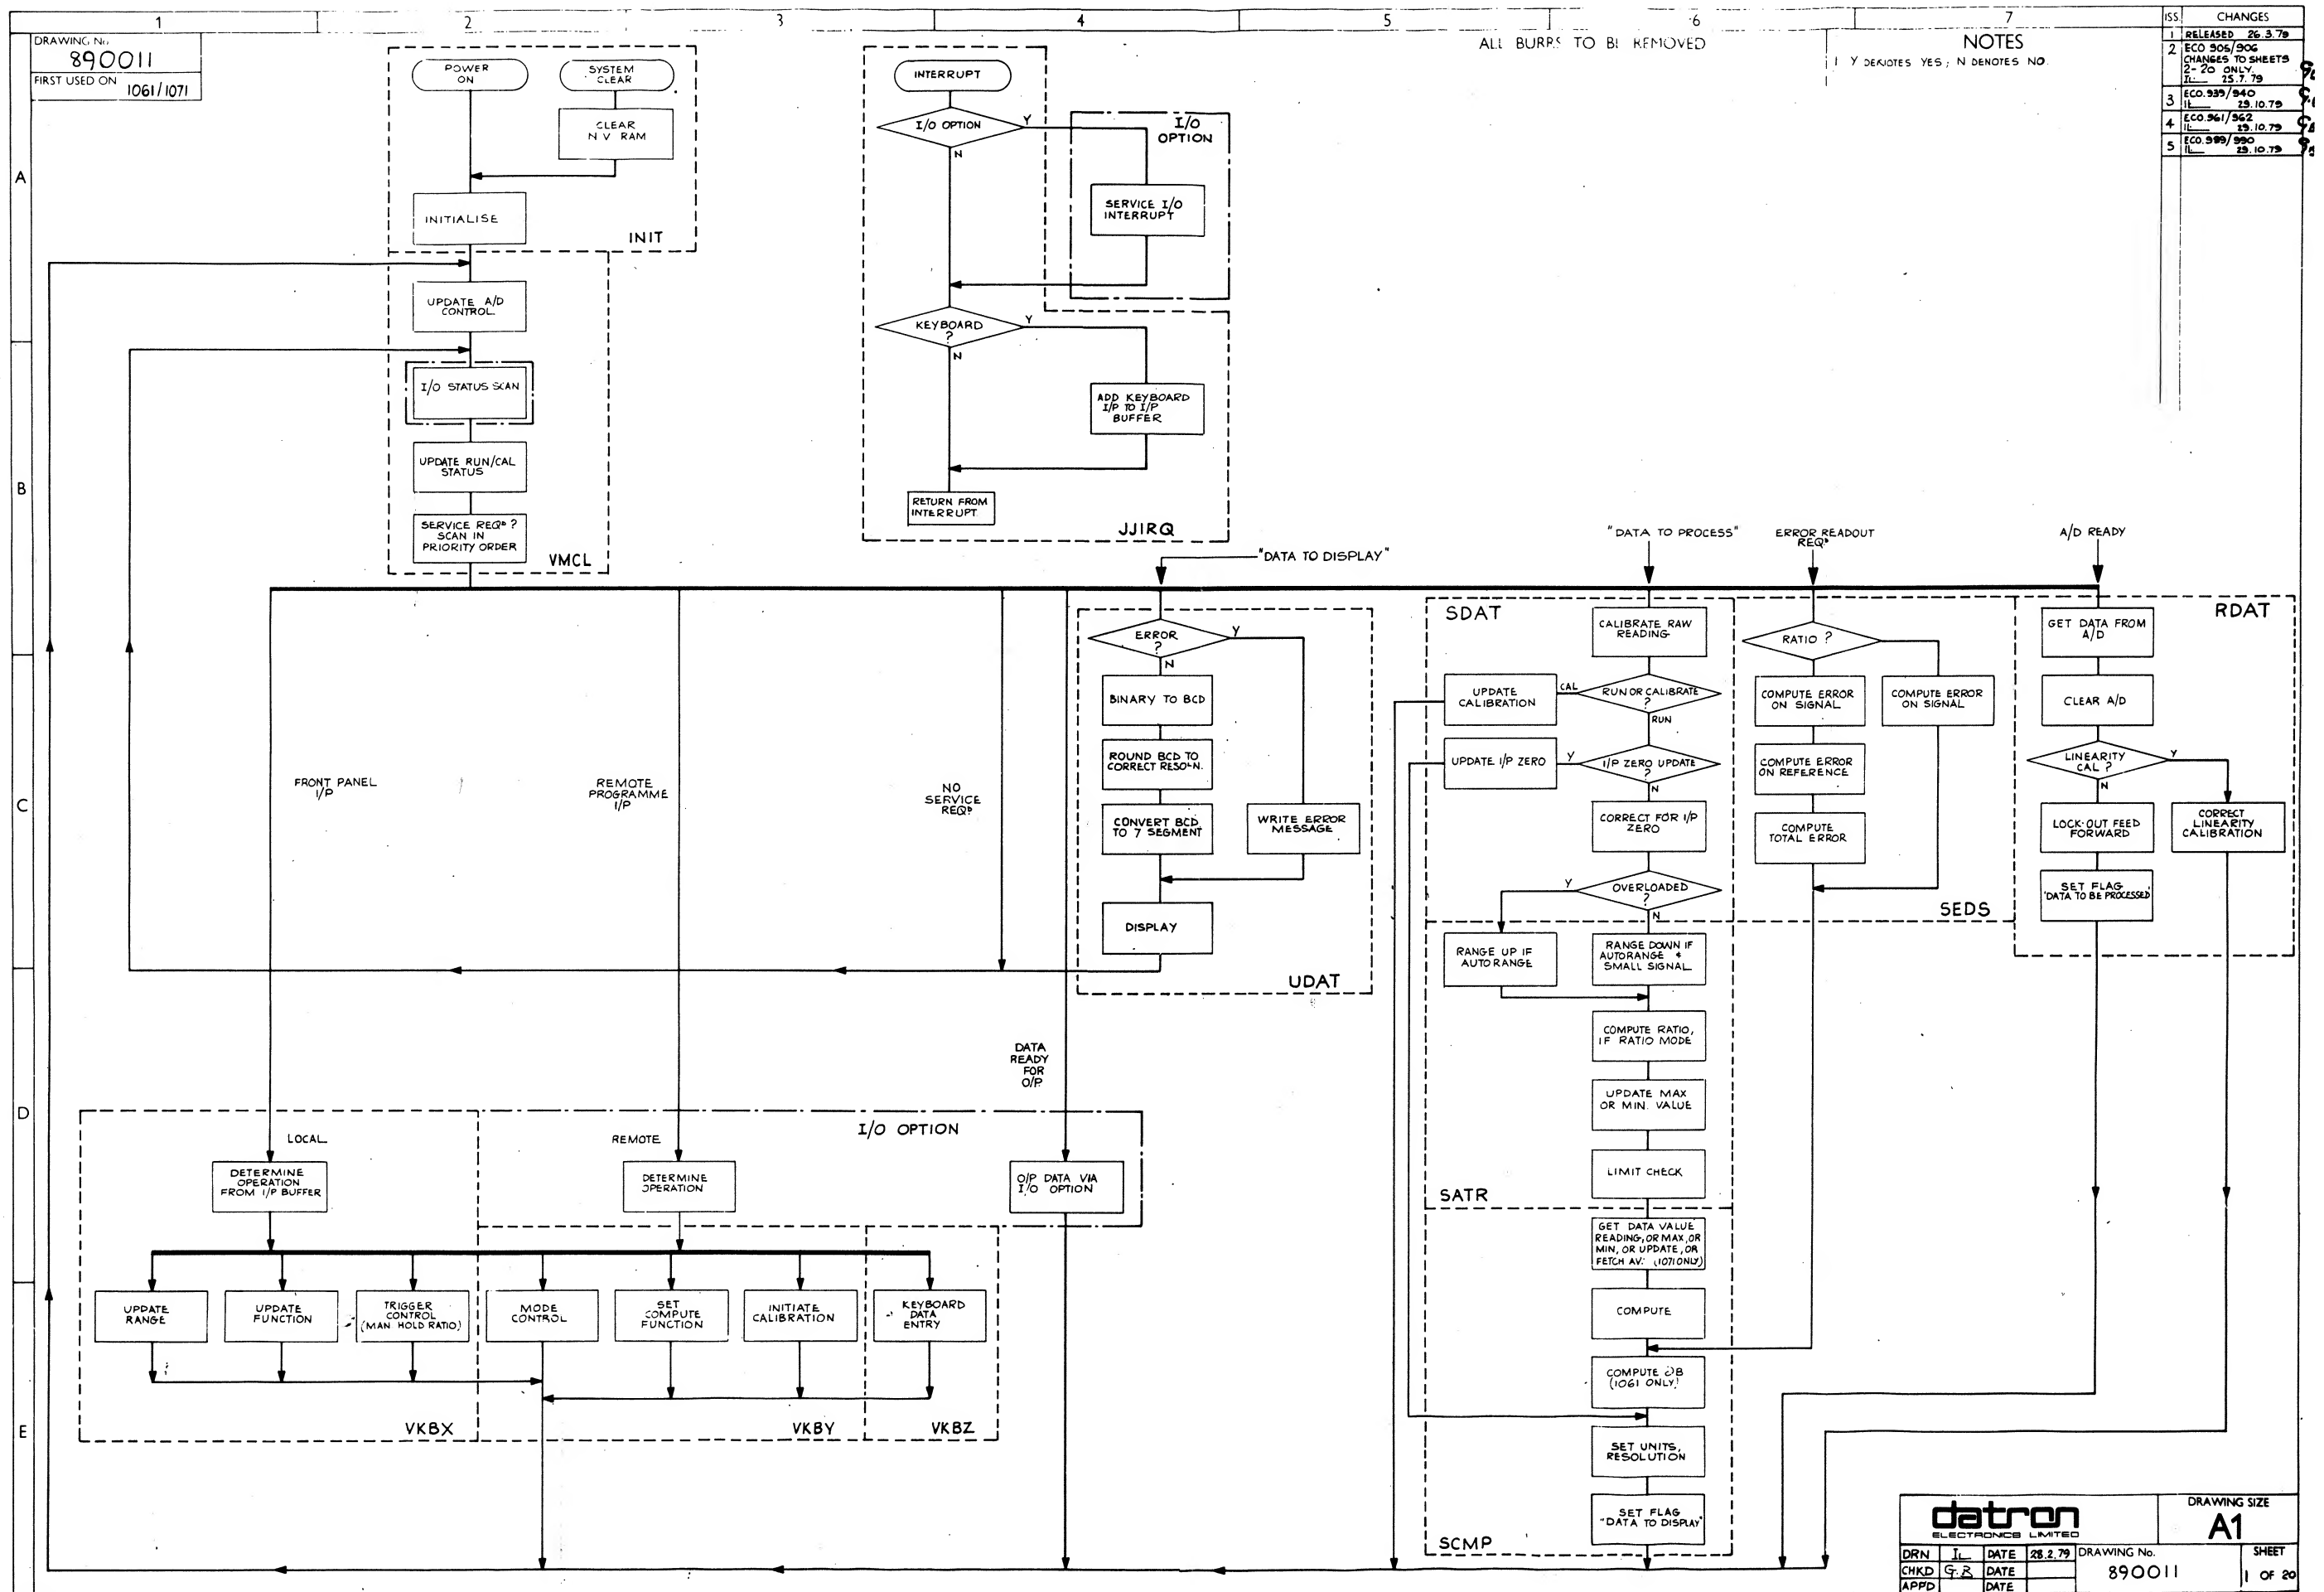 1 2 3 4 5 6 7
DRAWING No.
890011
FIRST USED ON
1061/1071
ALL BURRS TO BE REMOVED
NOTES
1 Y DENOTES YES; N DENOTES NO.
ISS. CHANGES
1 RELEASED 26.3.79
2 ECO 905/906
CHANGES TO SHEETS
2-20 ONLY.
25.7.79
3 ECO.939/940
29.10.79
4 ECO.961/962
29.10.79
5 ECO.989/990
29.10.79
A
B
C
D
E
POWER
ON
SYSTEM
CLEAR
CLEAR
N V RAM
INITIALISE
INIT
UPDATE A/D
CONTROL
I/O STATUS SCAN
UPDATE RUN/CAL
STATUS
SERVICE REQD ?
SCAN IN
PRIORITY ORDER
VMCL
INTERRUPT
I/O OPTION
Y
N
I/O
OPTION
SERVICE I/O
INTERRUPT
KEYBOARD
?
Y
N
ADD KEYBOARD
I/P TO I/P
BUFFER
RETURN FROM
INTERRUPT
JJIRQ
"DATA TO DISPLAY"
"DATA TO PROCESS"
ERROR READOUT
REQD
A/D READY
FRONT PANEL
I/P
REMOTE
PROGRAMME
I/P
NO
SERVICE
REQD
DATA
READY
FOR
O/P
ERROR
?
Y
N
BINARY TO BCD
ROUND BCD TO
CORRECT RESOLN.
CONVERT BCD
TO 7 SEGMENT
WRITE ERROR
MESSAGE
DISPLAY
UDAT
SDAT
CALIBRATE RAW
READING
RUN OR CALIBRATE
?
CAL
RUN
UPDATE
CALIBRATION
I/P ZERO UPDATE
?
Y
N
UPDATE I/P ZERO
CORRECT FOR I/P
ZERO
OVERLOADED
?
Y
N
RATIO ?
Y
COMPUTE ERROR
ON SIGNAL
COMPUTE ERROR
ON SIGNAL
COMPUTE ERROR
ON REFERENCE
COMPUTE
TOTAL ERROR
SEDS
RDAT
GET DATA FROM
A/D
CLEAR A/D
LINEARITY
CAL ?
Y
N
LOCK-OUT FEED
FORWARD
CORRECT
LINEARITY
CALIBRATION
SET FLAG
'DATA TO BE PROCESSED'
RANGE UP IF
AUTORANGE
RANGE DOWN IF
AUTORANGE &
SMALL SIGNAL
COMPUTE RATIO,
IF RATIO MODE
UPDATE MAX
OR MIN. VALUE
LIMIT CHECK
SATR
GET DATA VALUE
READING, OR MAX, OR
MIN, OR UPDATE, OR
FETCH AV. (1071 ONLY)
COMPUTE
COMPUTE dB
(1061 ONLY)
SET UNITS,
RESOLUTION
SET FLAG
"DATA TO DISPLAY"
SCMP
LOCAL
REMOTE
I/O OPTION
DETERMINE
OPERATION
FROM I/P BUFFER
DETERMINE
OPERATION
O/P DATA VIA
I/O OPTION
UPDATE
RANGE
UPDATE
FUNCTION
TRIGGER
CONTROL
(MAN HOLD RATIO)
MODE
CONTROL
SET
COMPUTE
FUNCTION
INITIATE
CALIBRATION
KEYBOARD
DATA
ENTRY
VKBX
VKBY
VKBZ
datron
ELECTRONICS LIMITED
DRAWING SIZE
A1
DRN IL DATE 28.2.79
CHKD G.B DATE
APP'D DATE
DRAWING No.
890011
SHEET
1 OF 20